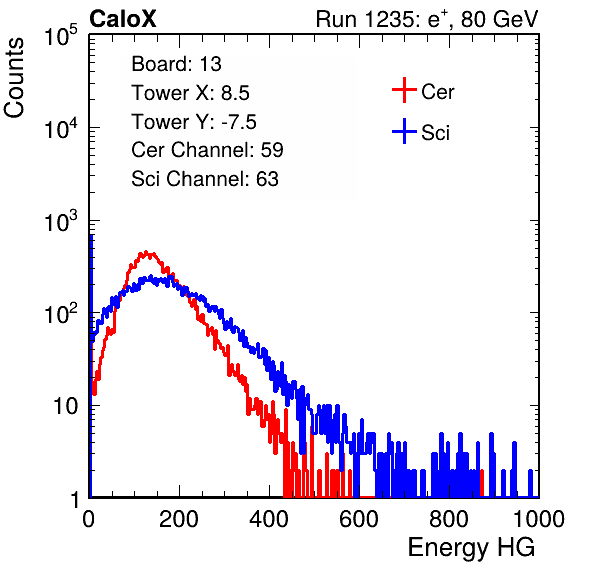 CaloX Run 1235: e⁺, 80 GeV
Counts
10⁵
10⁴
10³
10²
10
1
Board: 13
Tower X: 8.5
Tower Y: -7.5
Cer Channel: 59
Sci Channel: 63
Cer
Sci
0 200 400 600 800 1000
Energy HG